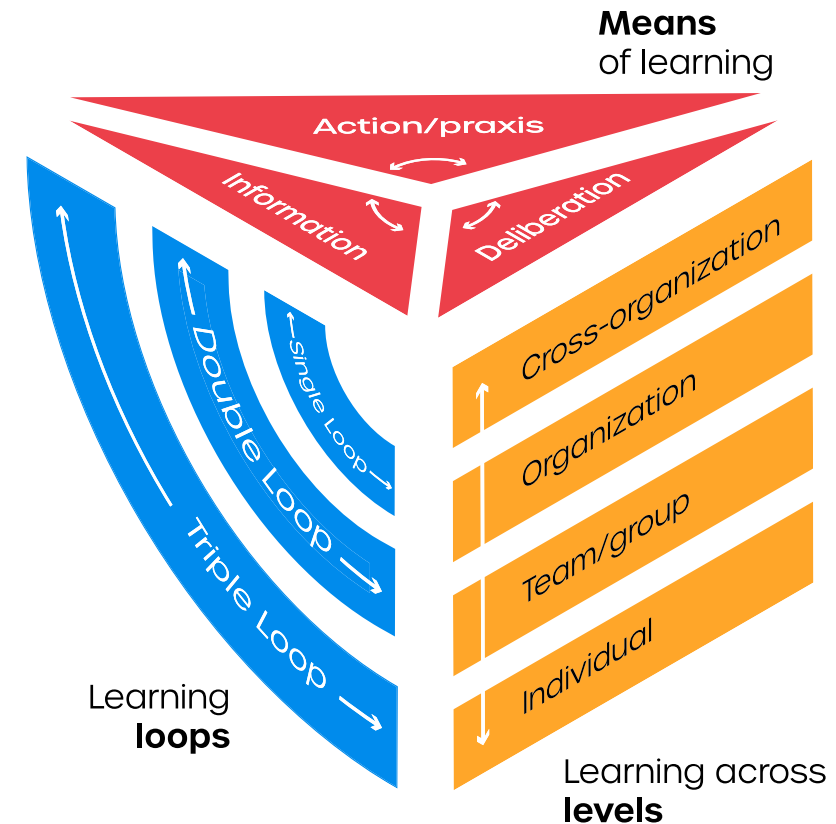 Means
of learning
Action/praxis
Information
Deliberation
Single Loop
Double Loop
Triple Loop
Cross-organization
Organization
Team/group
Individual
Learning
loops
Learning across
levels